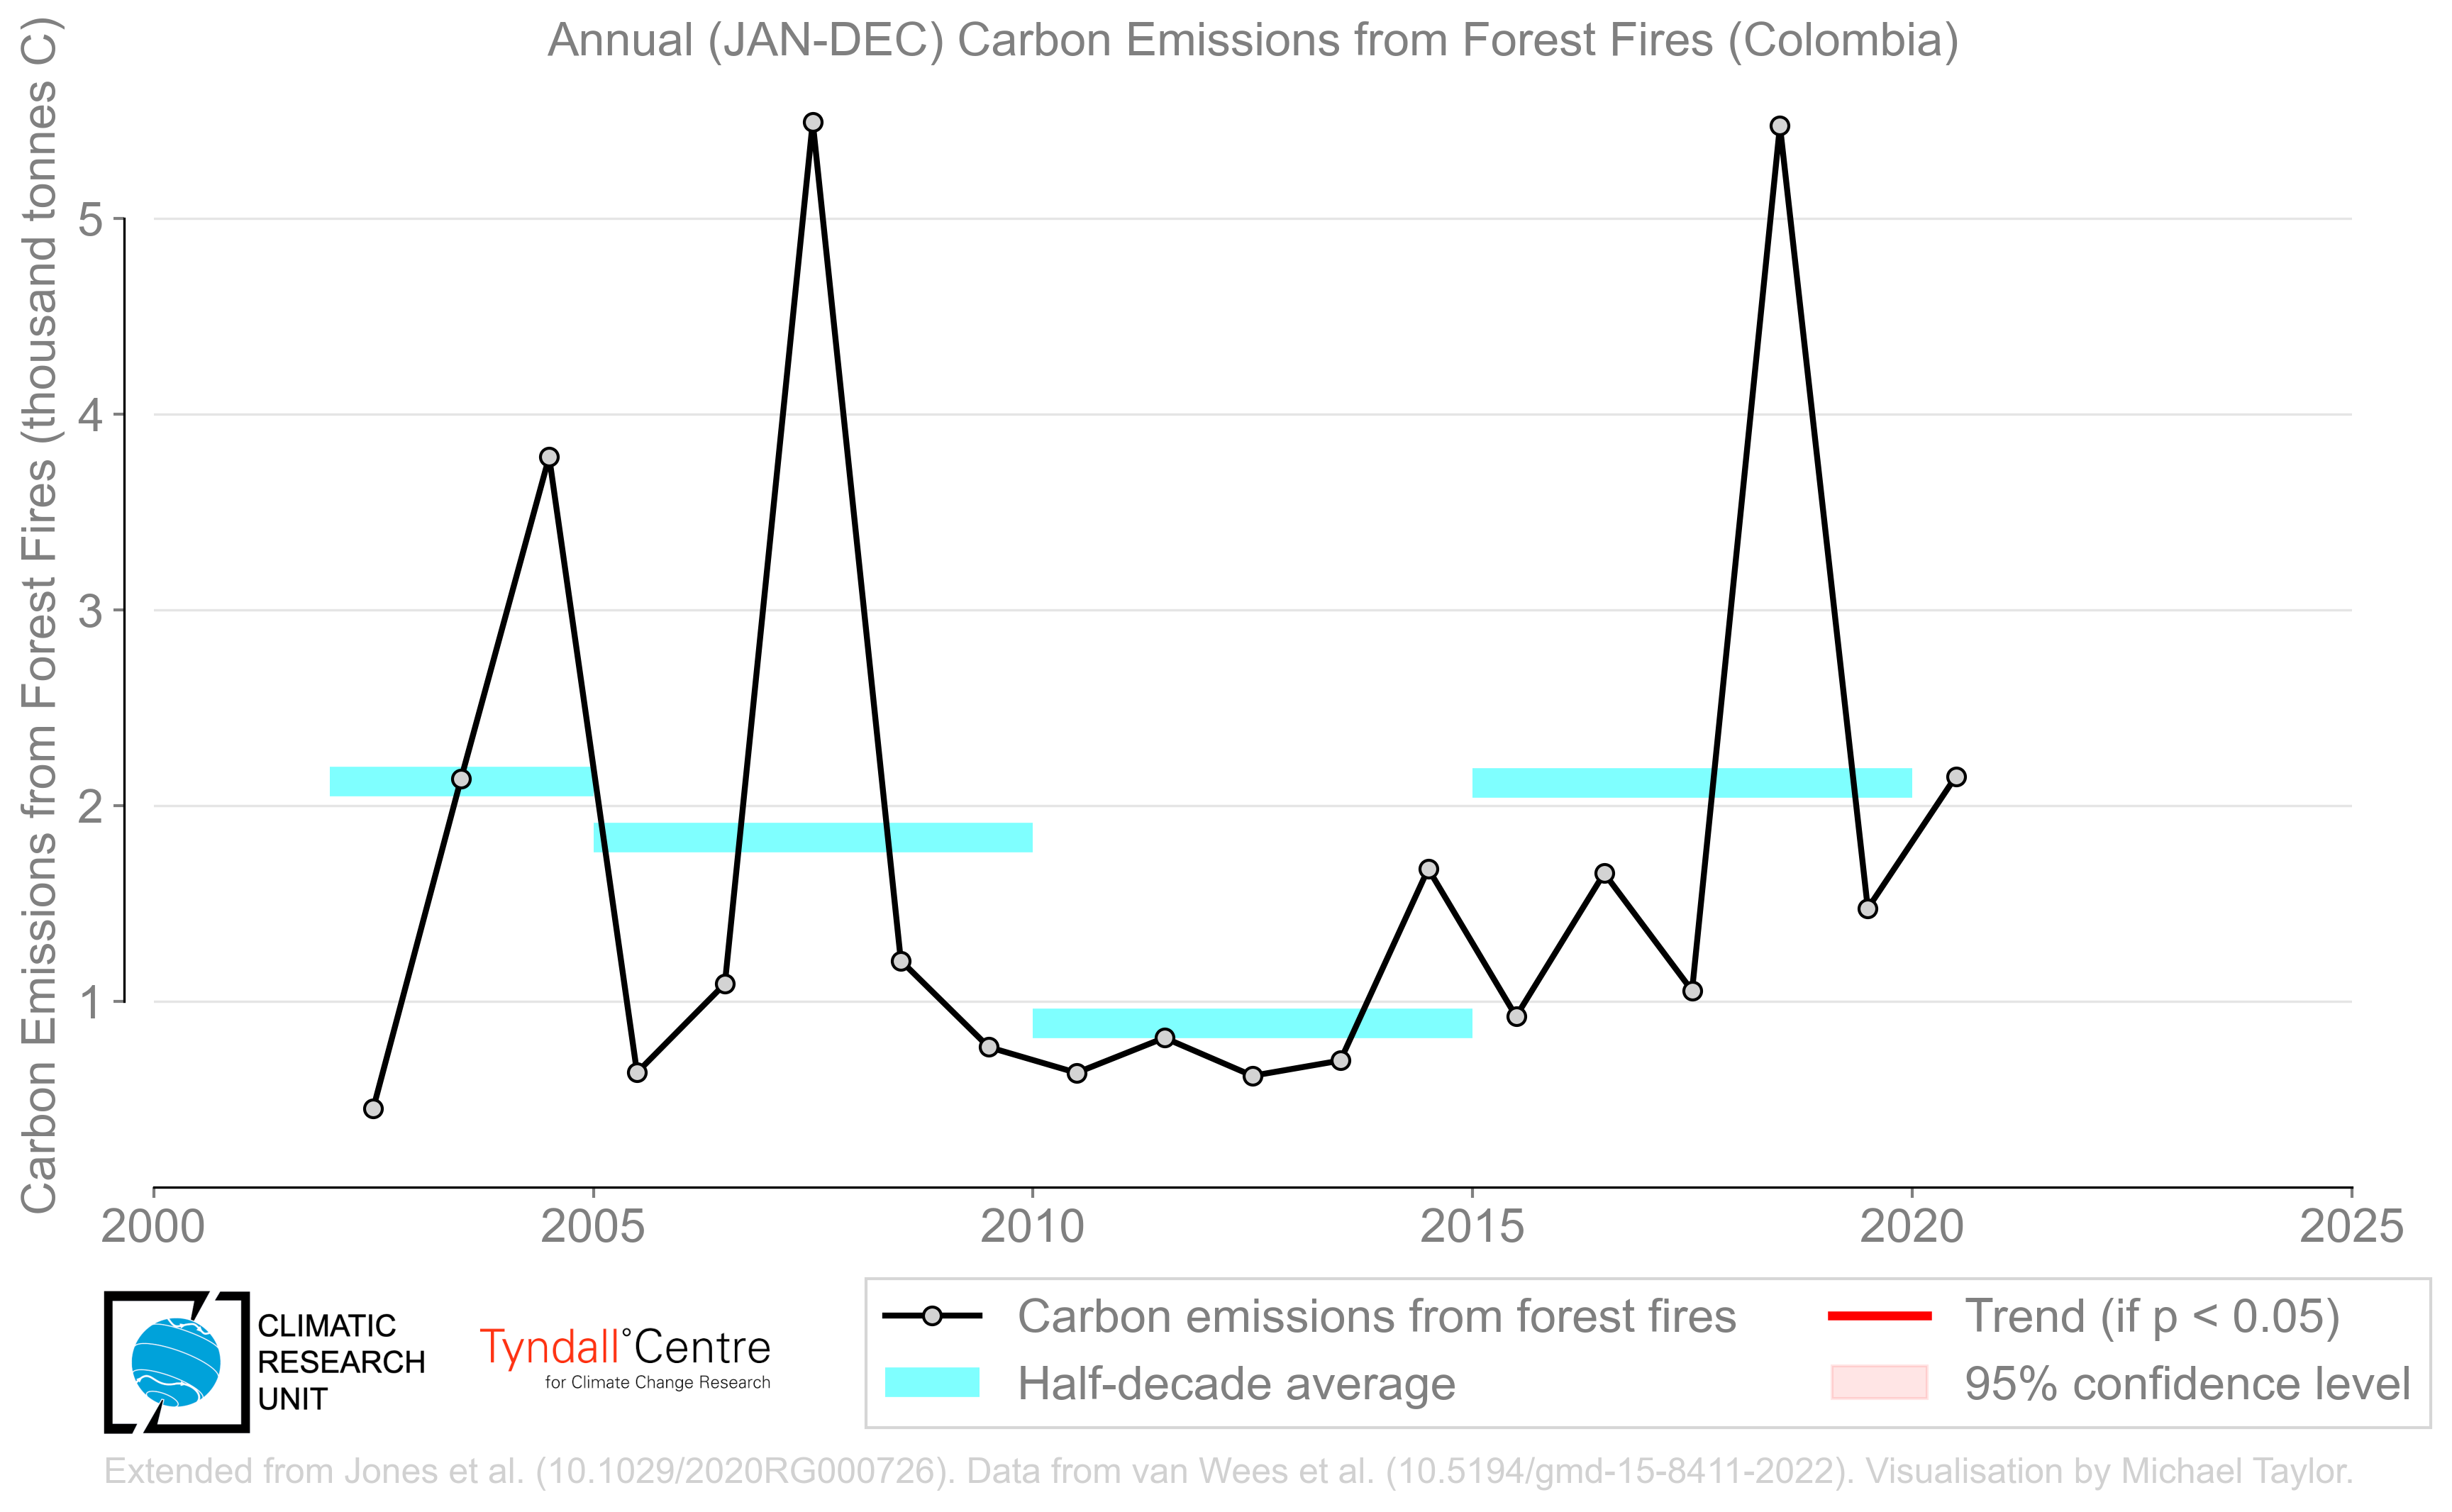 Annual (JAN-DEC) Carbon Emissions from Forest Fires (Colombia)
Carbon Emissions from Forest Fires (thousand tonnes C)
5
4
3
2
1
2000 2005 2010 2015 2020 2025
CLIMATIC
RESEARCH
UNIT
Tyndall°Centre
for Climate Change Research
Carbon emissions from forest fires
Half-decade average
Trend (if p < 0.05)
95% confidence level
Extended from Jones et al. (10.1029/2020RG000726). Data from van Wees et al. (10.5194/gmd-15-8411-2022). Visualisation by Michael Taylor.